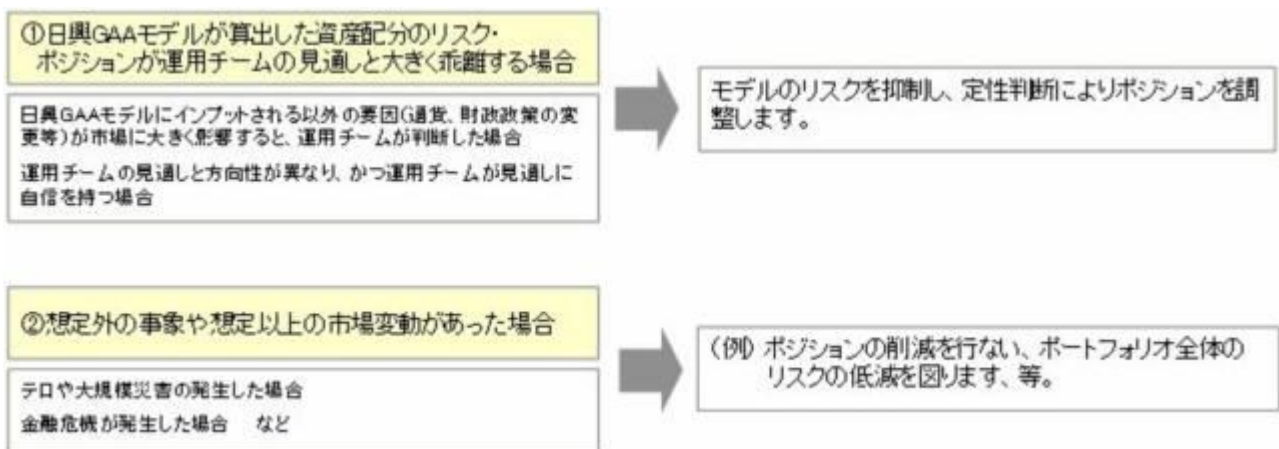 ①日興GAAモデルが算出した資産配分のリスク・
ポジションが運用チームの見通しと大きく乖離する場合
日興GAAモデルにインプットされる以外の要因(通貨、財政政策の変
更等)が市場に大きく影響すると、運用チームが判断した場合
運用チームの見通しと方向性が異なり、かつ運用チームが見通しに
自信を持つ場合
モデルのリスクを抑制し、定性判断によりポジションを調
整します。
②想定外の事象や想定以上の市場変動があった場合
テロや大規模災害の発生した場合
金融危機が発生した場合 など
(例) ポジションの削減を行ない、ポートフォリオ全体の
リスクの低減を図ります、等。